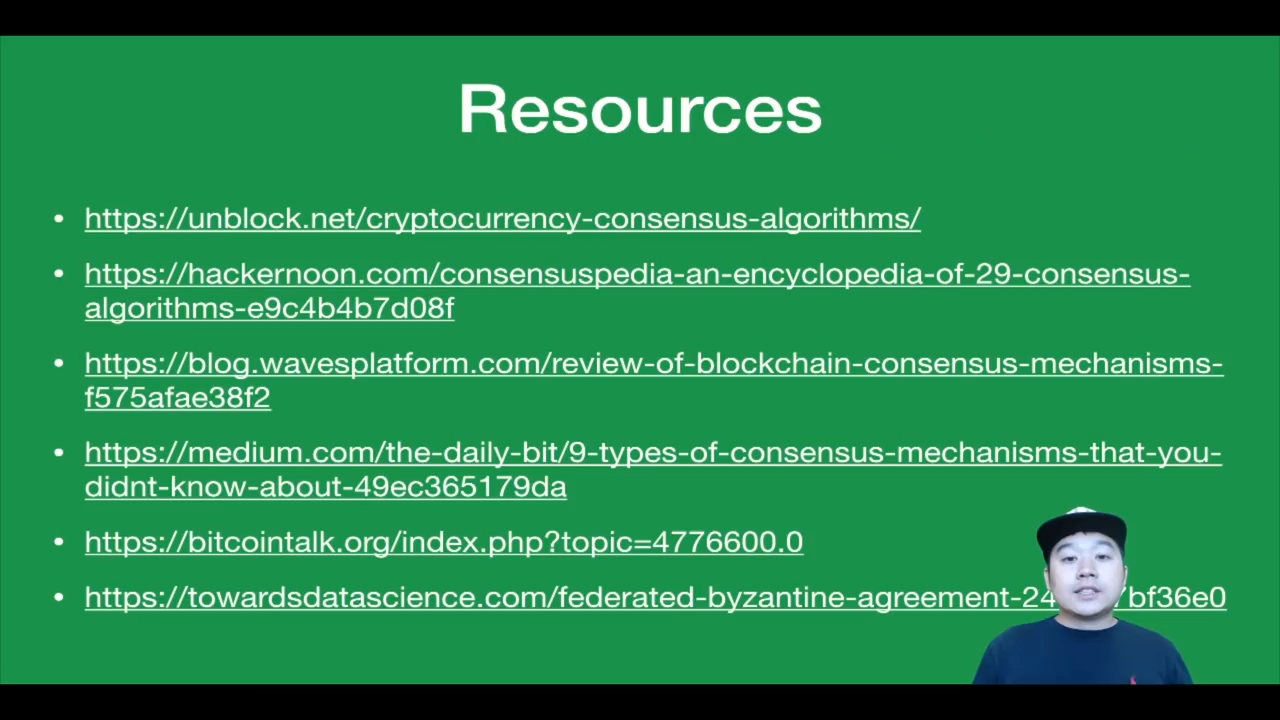 Resources
• https://unblock.net/cryptocurrency-consensus-algorithms/
• https://hackernoon.com/consensuspedia-an-encyclopedia-of-29-consensus-
algorithms-e9c4b4b7d08f
• https://blog.wavesplatform.com/review-of-blockchain-consensus-mechanisms-
f575afae38f2
• https://medium.com/the-daily-bit/9-types-of-consensus-mechanisms-that-you-
didnt-know-about-49ec365179da
• https://bitcointalk.org/index.php?topic=4776600.0
• https://towardsdatascience.com/federated-byzantine-agreement-24 7bf36e0